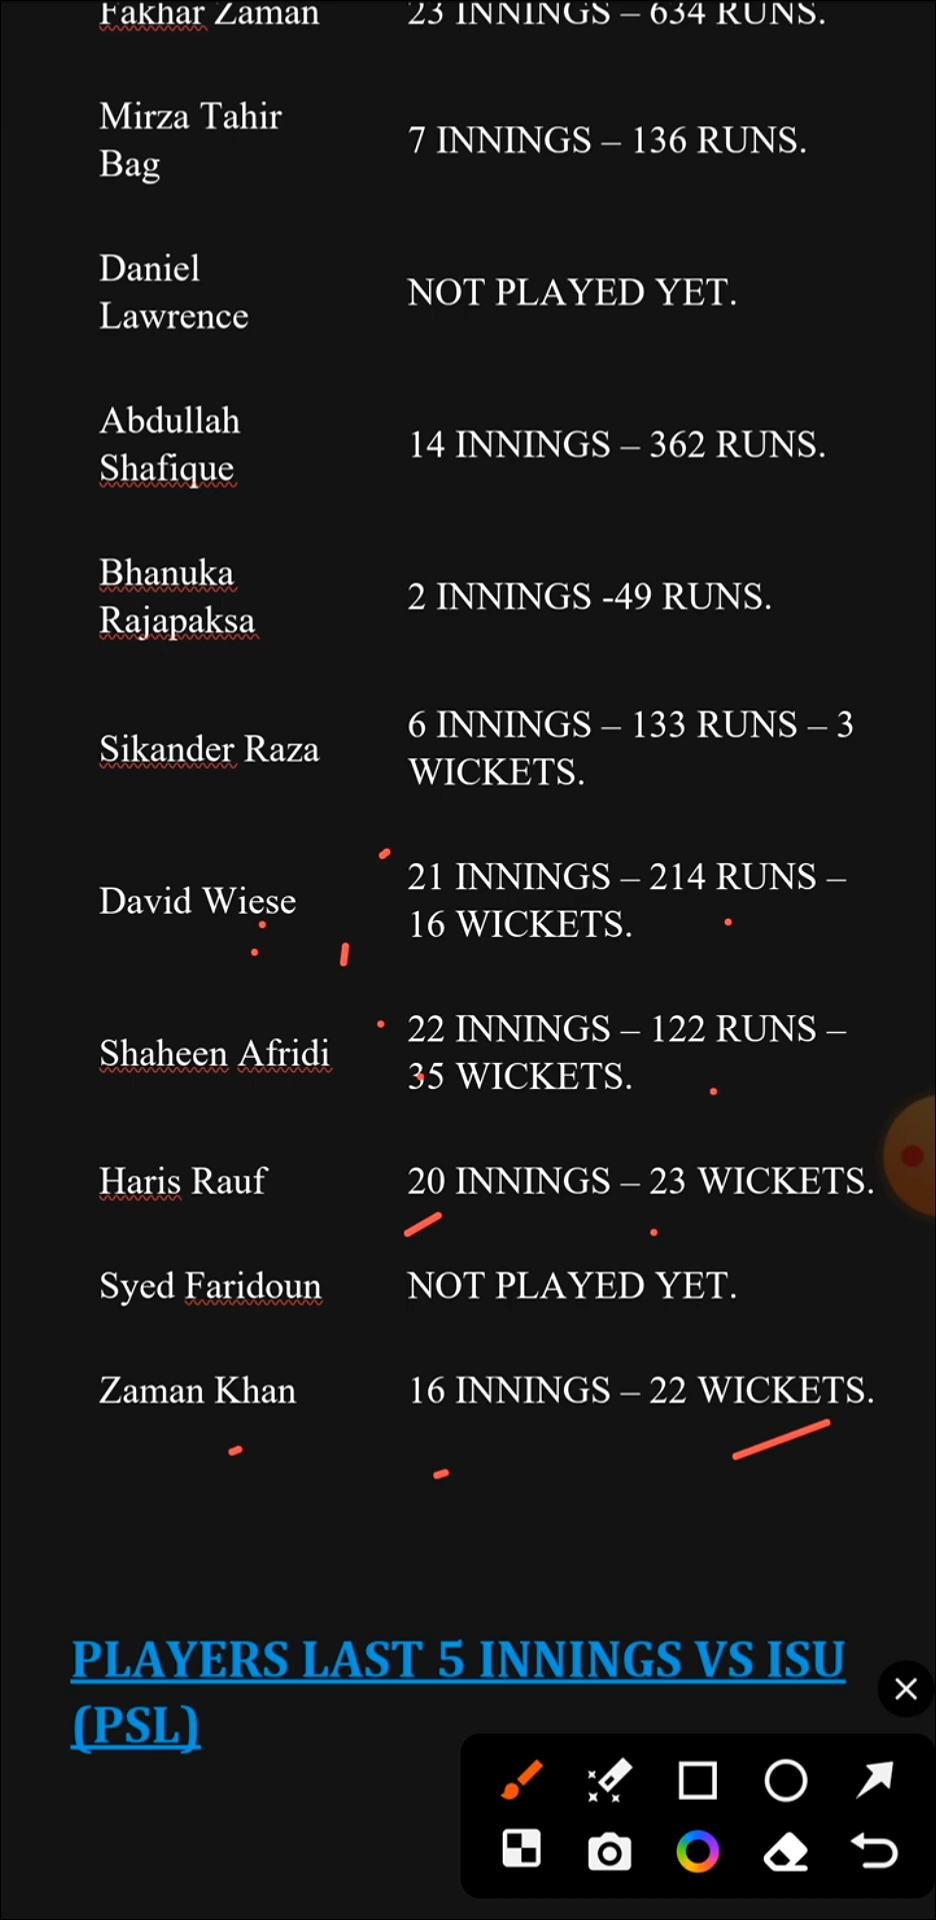 Fakhar Zaman 23 INNINGS – 634 RUNS.
Mirza Tahir
Bag
7 INNINGS – 136 RUNS.
Daniel
Lawrence
NOT PLAYED YET.
Abdullah
Shafique
14 INNINGS – 362 RUNS.
Bhanuka
Rajapaksa
2 INNINGS -49 RUNS.
Sikander Raza
6 INNINGS – 133 RUNS – 3
WICKETS.
David Wiese
21 INNINGS – 214 RUNS –
16 WICKETS.
Shaheen Afridi
22 INNINGS – 122 RUNS –
35 WICKETS.
Haris Rauf 20 INNINGS – 23 WICKETS.
Syed Faridoun NOT PLAYED YET.
Zaman Khan 16 INNINGS – 22 WICKETS.
PLAYERS LAST 5 INNINGS VS ISU
(PSL)